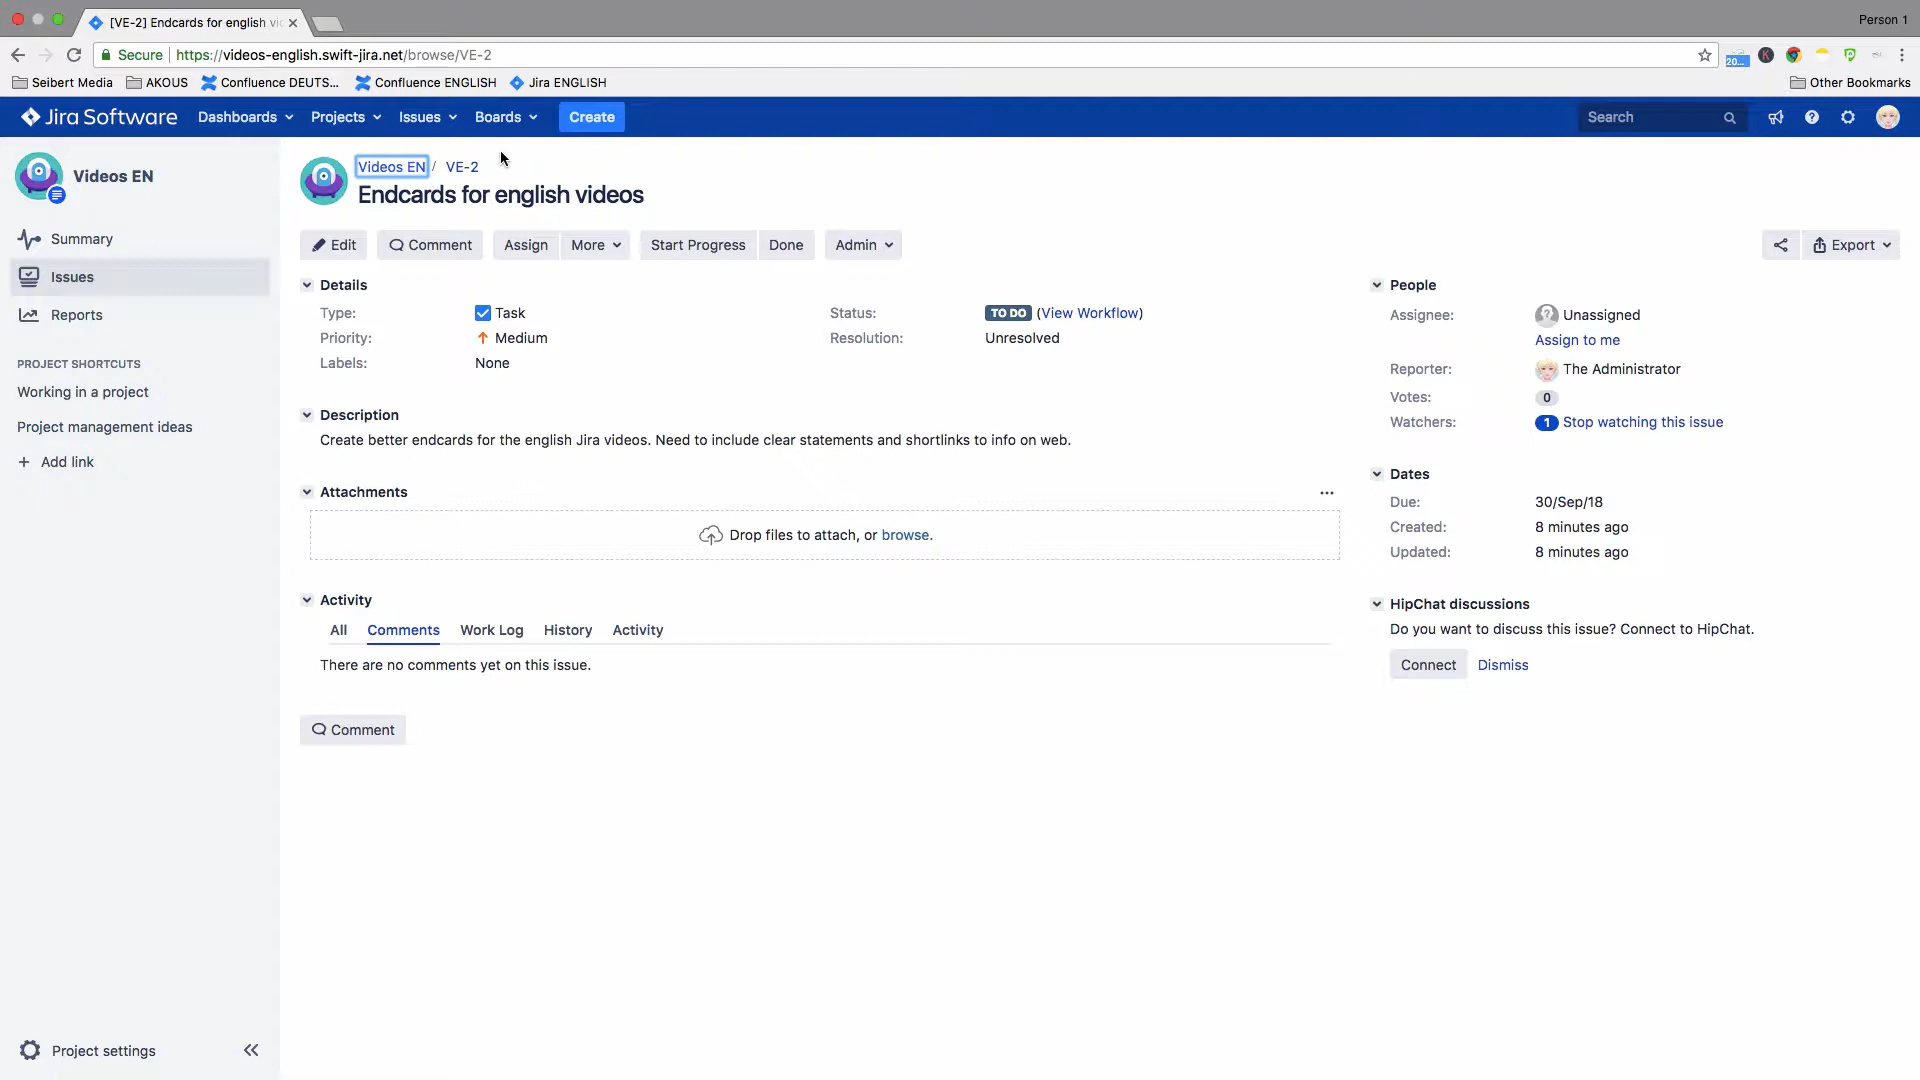 [VE-2] Endcards for english vi
Person 1
Secure https://videos-english.swift-jira.net/browse/VE-2
20...
K
Seibert Media AKOUS Confluence DEUTS... Confluence ENGLISH Jira ENGLISH Other Bookmarks
Jira Software Dashboards Projects Issues Boards Create Search
Videos EN
Summary
Issues
Reports
PROJECT SHORTCUTS
Working in a project
Project management ideas
+ Add link
Project settings
Videos EN / VE-2
Endcards for english videos
Edit Comment Assign More Start Progress Done Admin Export
Details
Type: Task
Priority: Medium
Labels: None
Status: TO DO (View Workflow)
Resolution: Unresolved
Description
Create better endcards for the english Jira videos. Need to include clear statements and shortlinks to info on web.
Attachments
Drop files to attach, or browse.
Activity
All Comments Work Log History Activity
There are no comments yet on this issue.
Comment
People
Assignee: Unassigned
Assign to me
Reporter: The Administrator
Votes: 0
Watchers: 1 Stop watching this issue
Dates
Due: 30/Sep/18
Created: 8 minutes ago
Updated: 8 minutes ago
HipChat discussions
Do you want to discuss this issue? Connect to HipChat.
Connect Dismiss